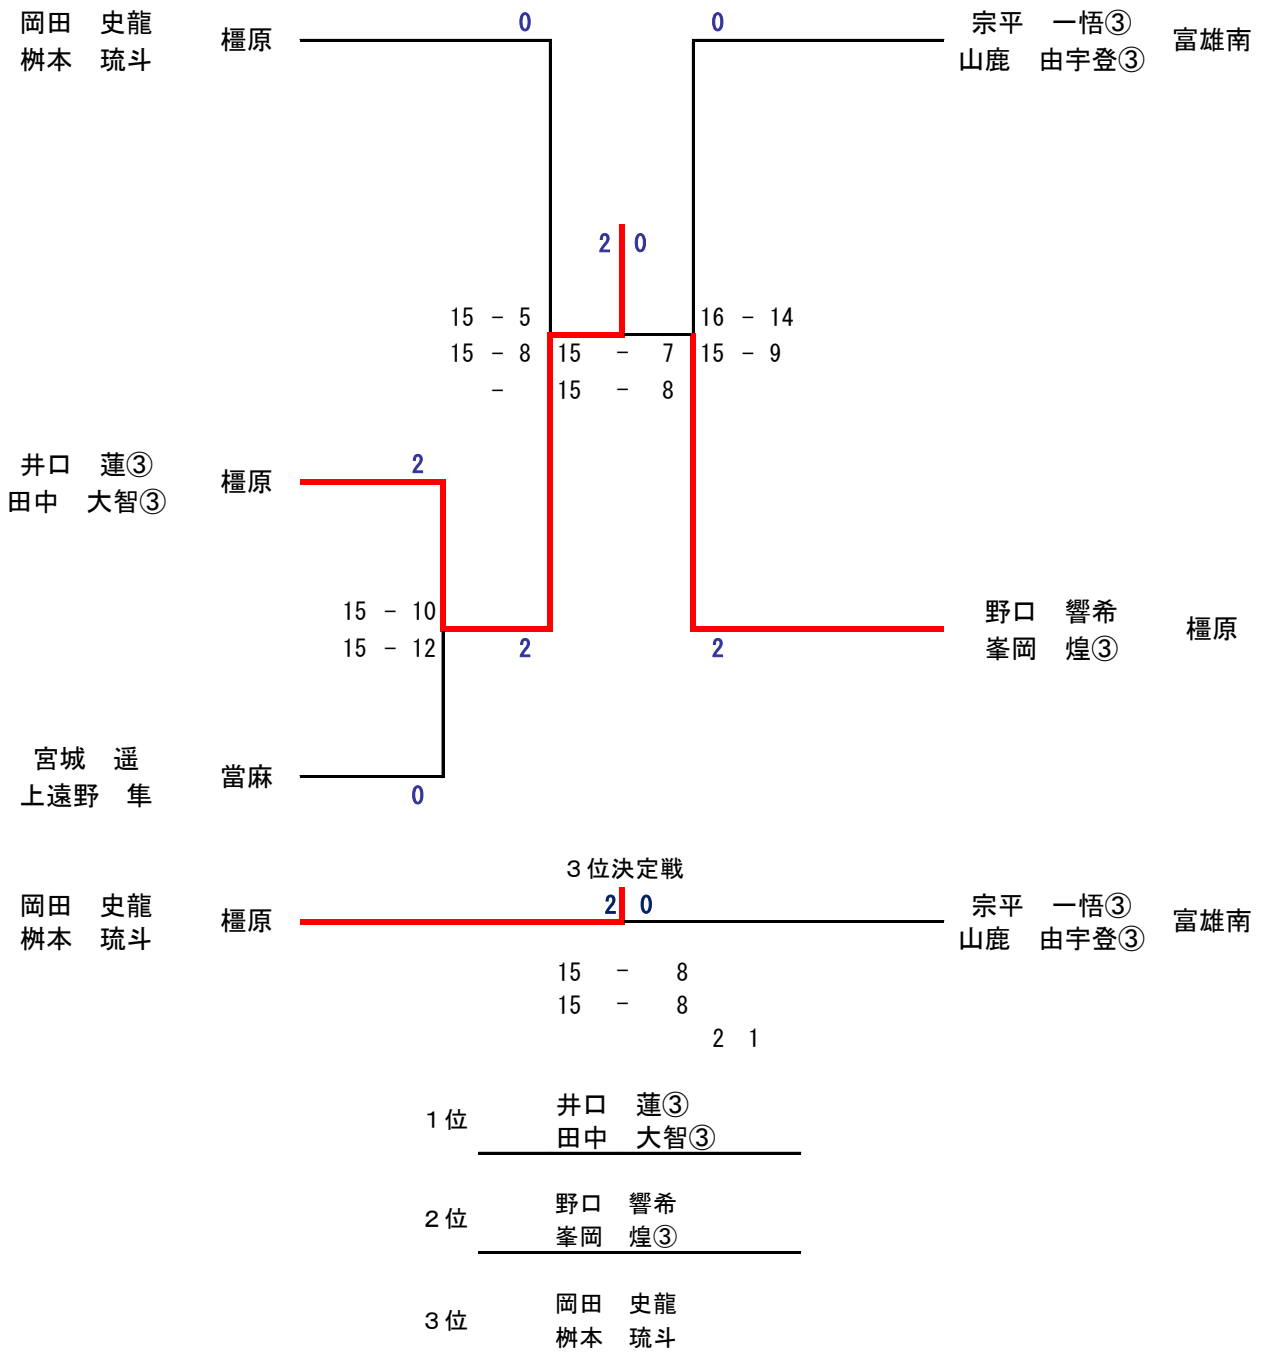 岡田　史龍
桝本　琉斗
橿原
0
0
宗平　一悟③
山鹿　由宇登③
富雄南
2 0
15 - 5
15 - 8
-
15 - 7
15 - 8
16 - 14
15 - 9
井口　蓮③
田中　大智③
橿原
2
15 - 10
15 - 12
2
2
野口　響希
峯岡　煌③
橿原
宮城　遥
上遠野　隼
當麻
0
３位決定戦
岡田　史龍
桝本　琉斗
橿原
2 0
宗平　一悟③
山鹿　由宇登③
富雄南
15 - 8
15 - 8
2 1
１位
井口　蓮③
田中　大智③
２位
野口　響希
峯岡　煌③
３位
岡田　史龍
桝本　琉斗